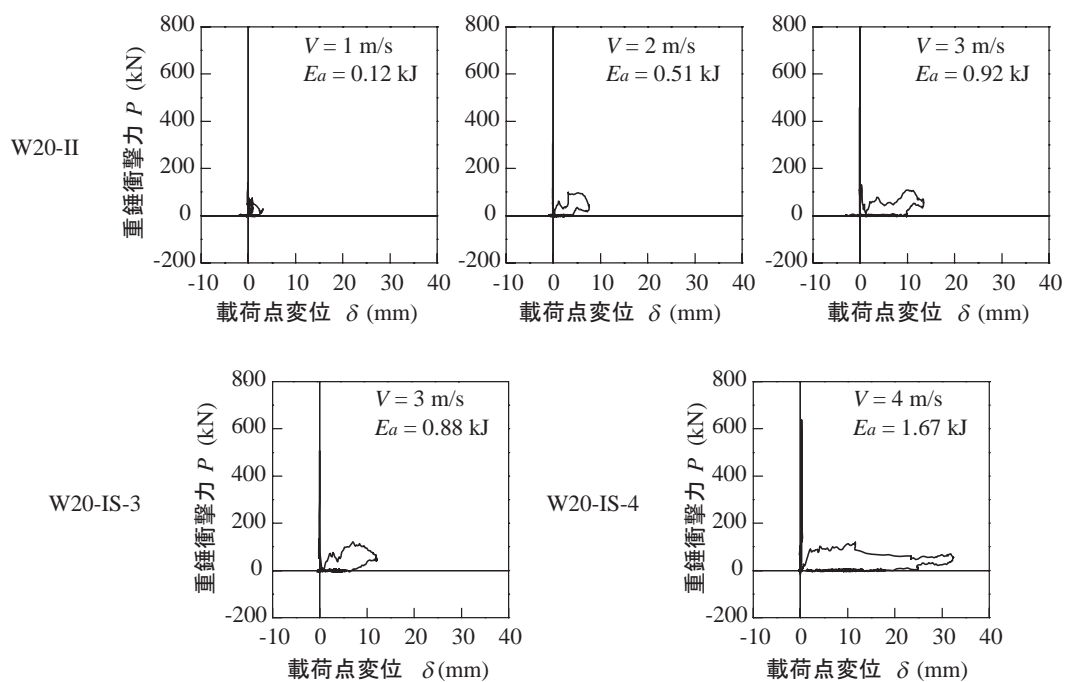 W20-II
重錘衝撃力 P (kN)
800
600
400
200
0
-200
-10 0 10 20 30 40
載荷点変位 δ (mm)
V = 1 m/s
Ea = 0.12 kJ
800
600
400
200
0
-200
-10 0 10 20 30 40
載荷点変位 δ (mm)
V = 2 m/s
Ea = 0.51 kJ
800
600
400
200
0
-200
-10 0 10 20 30 40
載荷点変位 δ (mm)
V = 3 m/s
Ea = 0.92 kJ
W20-IS-3
重錘衝撃力 P (kN)
800
600
400
200
0
-200
-10 0 10 20 30 40
載荷点変位 δ(mm)
V = 3 m/s
Ea = 0.88 kJ
W20-IS-4
重錘衝撃力 P (kN)
800
600
400
200
0
-200
-10 0 10 20 30 40
載荷点変位 δ(mm)
V = 4 m/s
Ea = 1.67 kJ